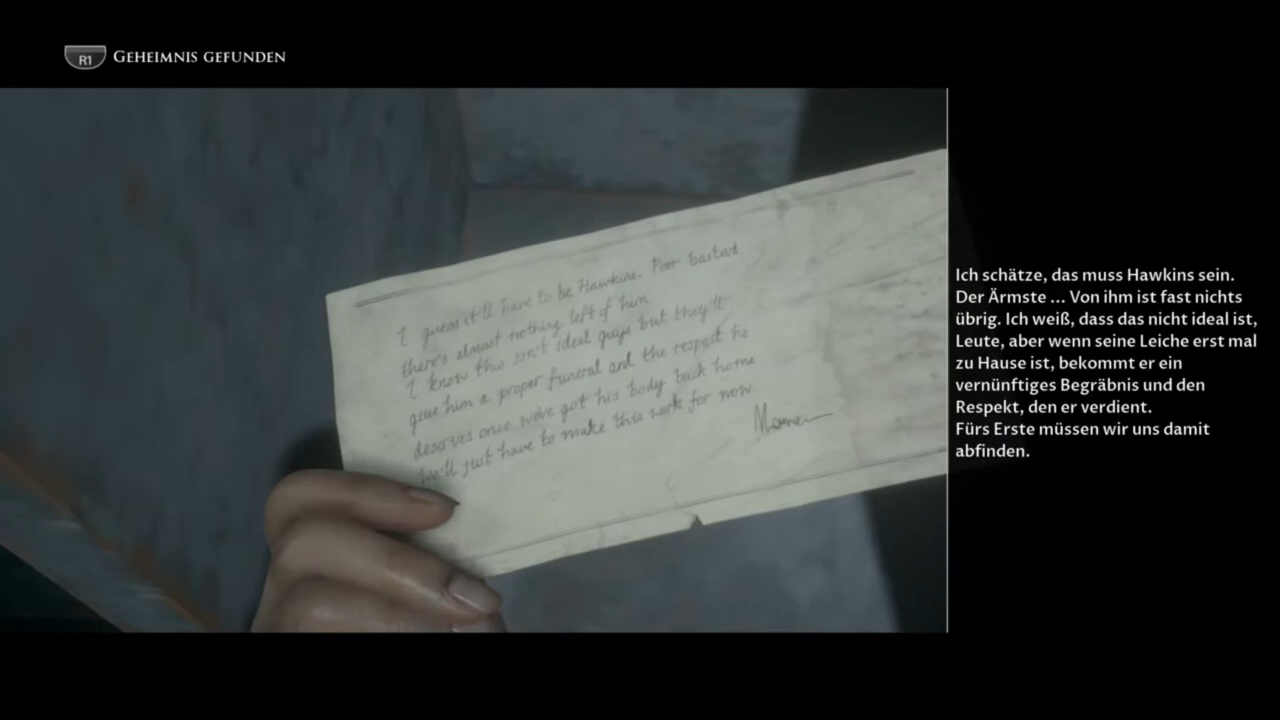 R1 GEHEIMNIS GEFUNDEN
I guess it'll have to be Hawkins. Poor bastard
there's almost nothing left of him.
I know this isn't ideal guys but they'll
give him a proper funeral and the respect he
deserves once we've got his body back home
We'll just have to make this work for now
Ich schätze, das muss Hawkins sein.
Der Ärmste ... Von ihm ist fast nichts
übrig. Ich weiß, dass das nicht ideal ist,
Leute, aber wenn seine Leiche erst mal
zu Hause ist, bekommt er ein
vernünftiges Begräbnis und den
Respekt, den er verdient.
Fürs Erste müssen wir uns damit
abfinden.